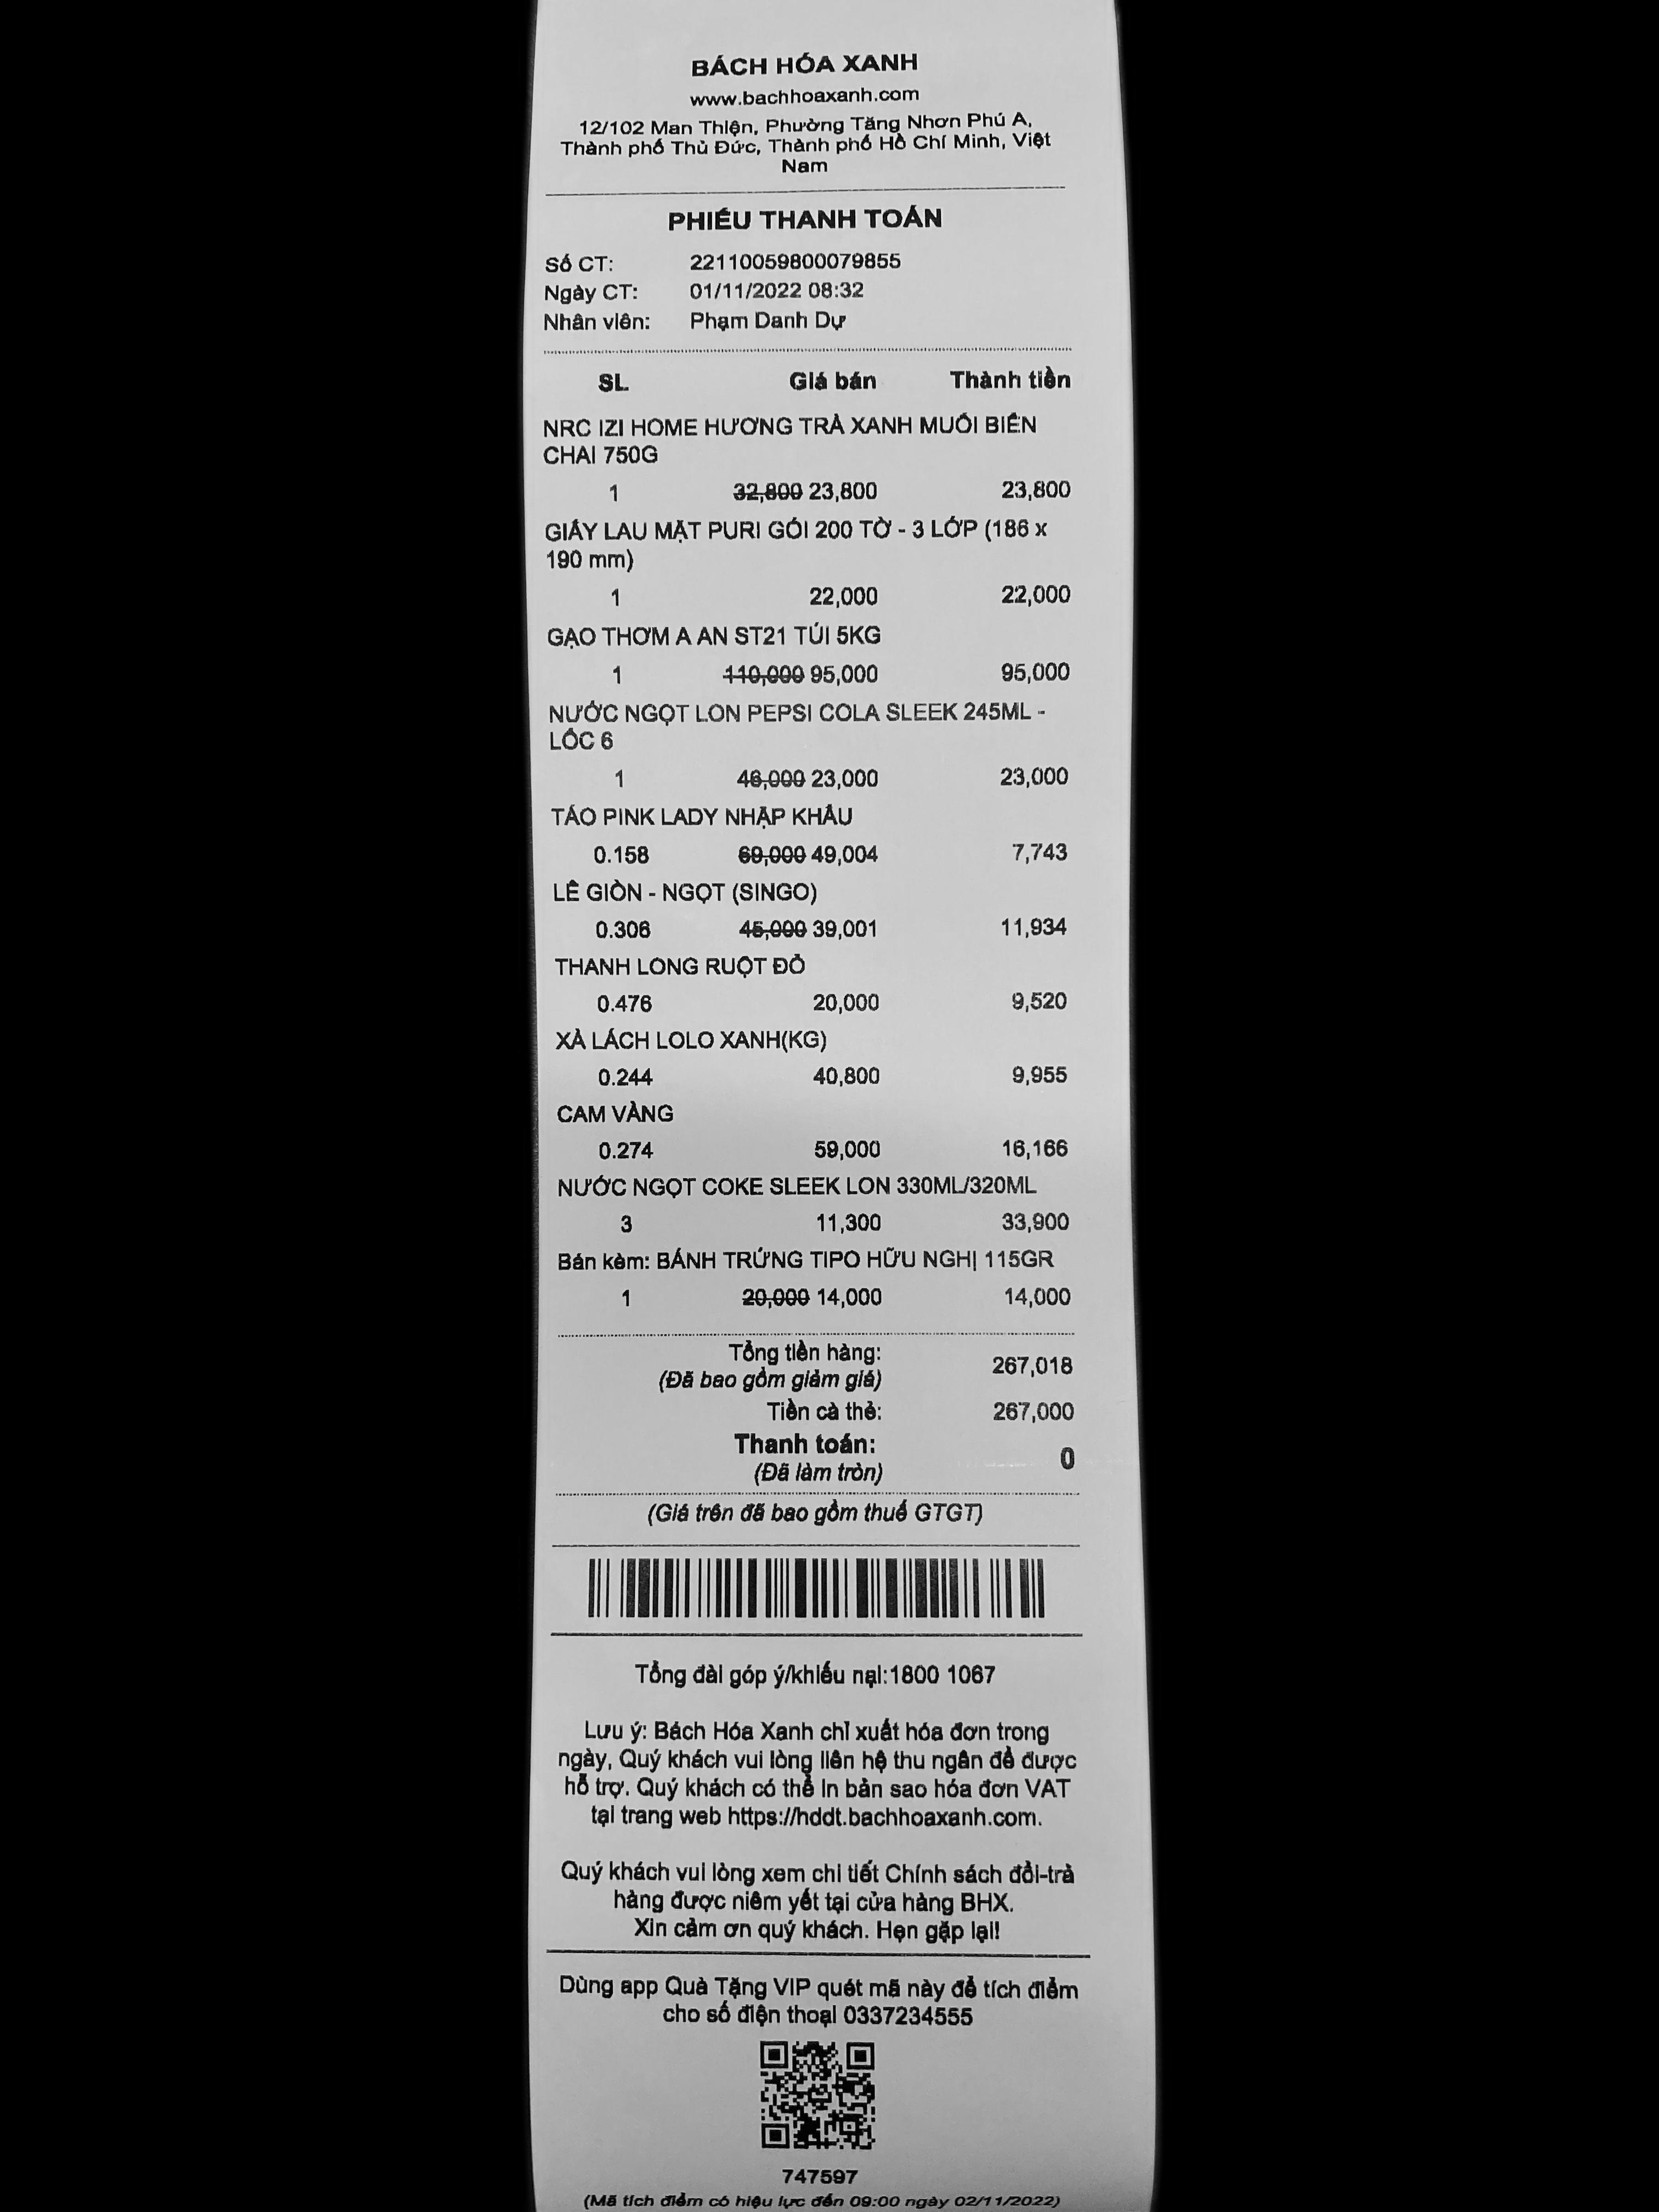 BÁCH HÓA XANH
www.bachhoaxanh.com
12/102 Man Thiện, Phường Tăng Nhơn Phú A,
Thành phố Thủ Đức, Thành phố Hồ Chí Minh, Việt
Nam
PHIẾU THANH TOÁN
Số CT: 22110059800079855
Ngày CT: 01/11/2022 08:32
Nhân viên: Phạm Danh Dự
SL Giá bán Thành tiền
NRC IZI HOME HƯƠNG TRÀ XANH MUỐI BIỂN
CHAI 750G
1 32,800 23,800 23,800
GIẤY LAU MẶT PURI GÓI 200 TỜ - 3 LỚP (186 x
190 mm)
1 22,000 22,000
GẠO THƠM A AN ST21 TÚI 5KG
1 110,000 95,000 95,000
NƯỚC NGỌT LON PEPSI COLA SLEEK 245ML -
LỐC 6
1 46,000 23,000 23,000
TÁO PINK LADY NHẬP KHẨU
0.158 69,000 49,004 7,743
LÊ GIÒN - NGỌT (SINGO)
0.306 45,000 39,001 11,934
THANH LONG RUỘT ĐỎ
0.476 20,000 9,520
XÀ LÁCH LOLO XANH(KG)
0.244 40,800 9,955
CAM VÀNG
0.274 59,000 16,166
NƯỚC NGỌT COKE SLEEK LON 330ML/320ML
3 11,300 33,900
Bán kèm: BÁNH TRỨNG TIPO HỮU NGHỊ 115GR
1 20,000 14,000 14,000
Tổng tiền hàng: 267,018
(Đã bao gồm giảm giá)
Tiền cà thẻ: 267,000
Thanh toán: 0
(Đã làm tròn)
(Giá trên đã bao gồm thuế GTGT)
Tổng đài góp ý/khiếu nại:1800 1067
Lưu ý: Bách Hóa Xanh chỉ xuất hóa đơn trong
ngày, Quý khách vui lòng liên hệ thu ngân để được
hỗ trợ. Quý khách có thể In bản sao hóa đơn VAT
tại trang web https://hddt.bachhoaxanh.com.
Quý khách vui lòng xem chi tiết Chính sách đổi-trả
hàng được niêm yết tại cửa hàng BHX.
Xin cảm ơn quý khách. Hẹn gặp lại!
Dùng app Quà Tặng VIP quét mã này để tích điểm
cho số điện thoại 0337234555
747597
(Mã tích điểm có hiệu lực đến 09:00 ngày 02/11/2022)